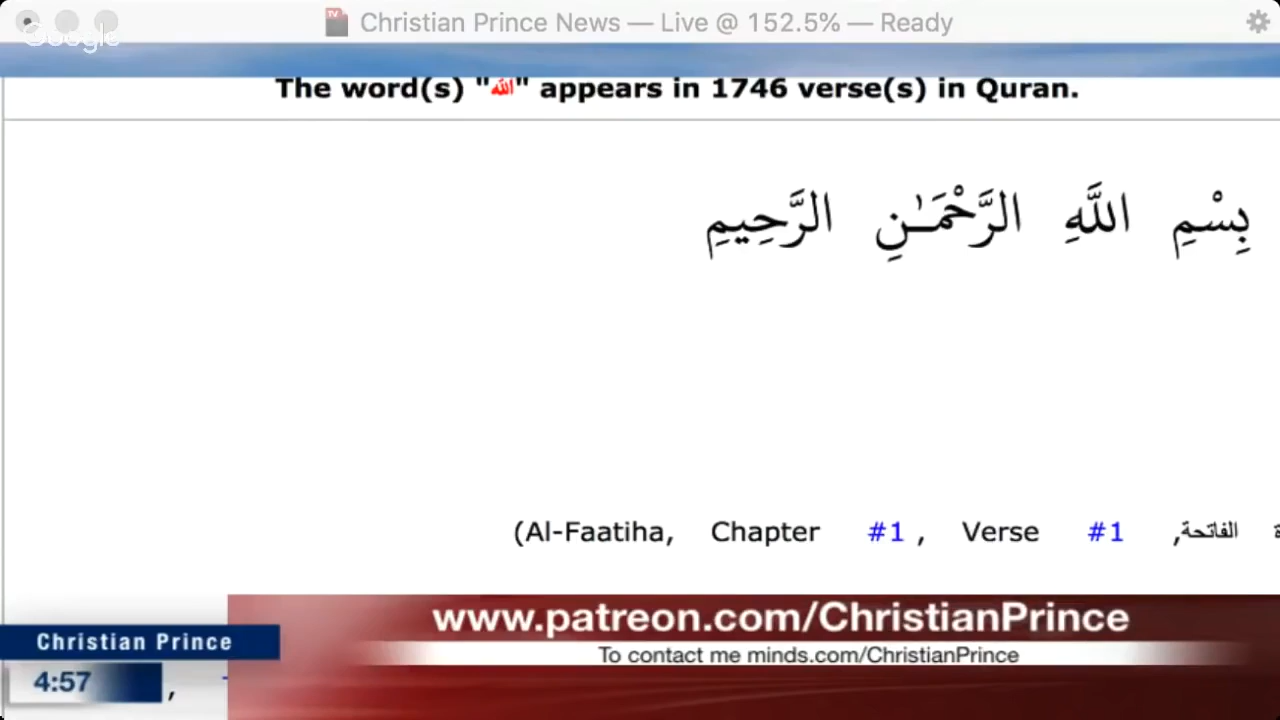 Christian Prince News — Live @ 152.5% — Ready
Google
The word(s) "الله" appears in 1746 verse(s) in Quran.
بِسْمِ اللَّهِ الرَّحْمَـٰنِ الرَّحِيمِ
(Al-Faatiha, Chapter #1, Verse #1 ,الفاتحة
www.patreon.com/ChristianPrince
Christian Prince
To contact me minds.com/ChristianPrince
4:57